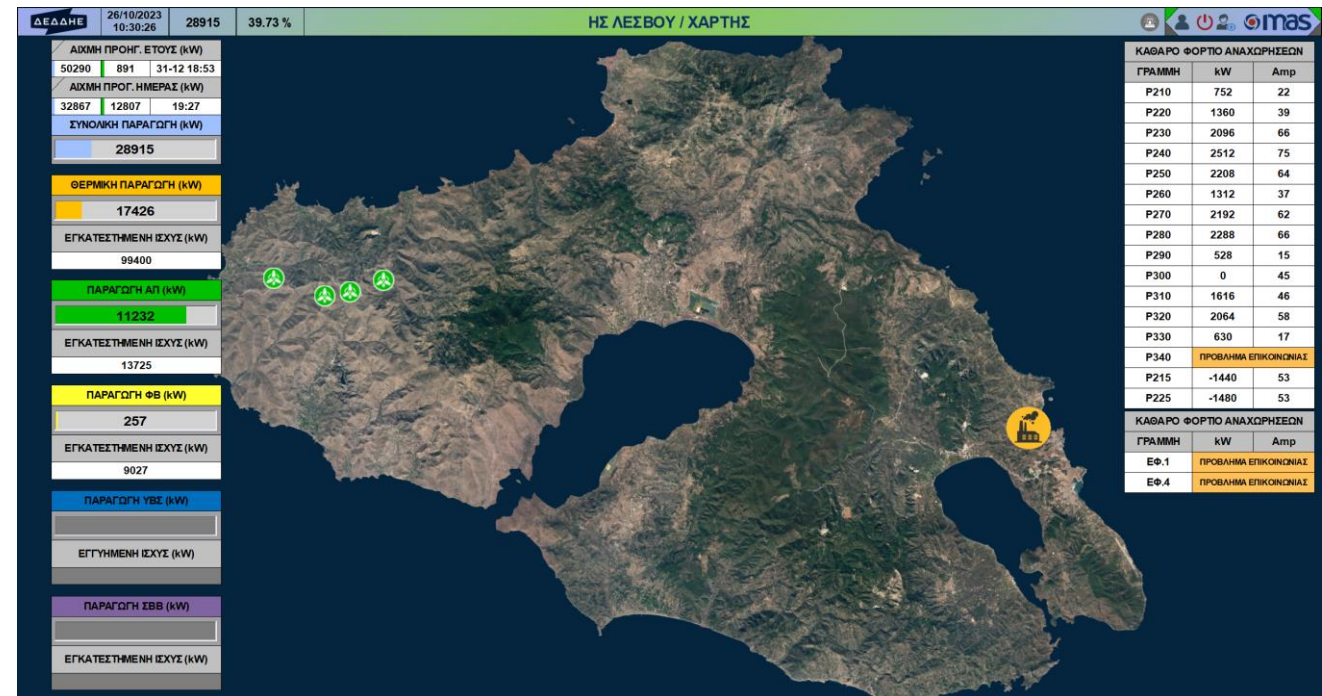 ΔΕΔΔΗΕ 26/10/2023 10:30:26 28915 39.73 % ΗΣ ΛΕΣΒΟΥ / ΧΑΡΤΗΣ mas
ΑΙΧΜΗ ΠΡΟΗΓ. ΕΤΟΥΣ (kW)
50290 891 31-12 18:53
ΑΙΧΜΗ ΠΡΟΓ. ΗΜΕΡΑΣ (kW)
32867 12807 19:27
ΣΥΝΟΛΙΚΗ ΠΑΡΑΓΩΓΗ (kW)
28915
ΘΕΡΜΙΚΗ ΠΑΡΑΓΩΓΗ (kW)
17426
ΕΓΚΑΤΕΣΤΗΜΕΝΗ ΙΣΧΥΣ (kW)
99400
ΠΑΡΑΓΩΓΗ ΑΠ (kW)
11232
ΕΓΚΑΤΕΣΤΗΜΕΝΗ ΙΣΧΥΣ (kW)
13725
ΠΑΡΑΓΩΓΗ ΦΒ (kW)
257
ΕΓΚΑΤΕΣΤΗΜΕΝΗ ΙΣΧΥΣ (kW)
9027
ΠΑΡΑΓΩΓΗ ΥΒΣ (kW)
ΕΓΓΥΗΜΕΝΗ ΙΣΧΥΣ (kW)
ΠΑΡΑΓΩΓΗ ΣΒΒ (kW)
ΕΓΚΑΤΕΣΤΗΜΕΝΗ ΙΣΧΥΣ (kW)
ΚΑΘΑΡΟ ΦΟΡΤΙΟ ΑΝΑΧΩΡΗΣΕΩΝ
ΓΡΑΜΜΗ kW Amp
P210 752 22
P220 1360 39
P230 2096 66
P240 2512 75
P250 2208 64
P260 1312 37
P270 2192 62
P280 2288 66
P290 528 15
P300 0 45
P310 1616 46
P320 2064 58
P330 630 17
P340 ΠΡΟΒΛΗΜΑ ΕΠΙΚΟΙΝΩΝΙΑΣ
P215 -1440 53
P225 -1480 53
ΚΑΘΑΡΟ ΦΟΡΤΙΟ ΑΝΑΧΩΡΗΣΕΩΝ
ΓΡΑΜΜΗ kW Amp
ΕΦ.1 ΠΡΟΒΛΗΜΑ ΕΠΙΚΟΙΝΩΝΙΑΣ
ΕΦ.4 ΠΡΟΒΛΗΜΑ ΕΠΙΚΟΙΝΩΝΙΑΣ